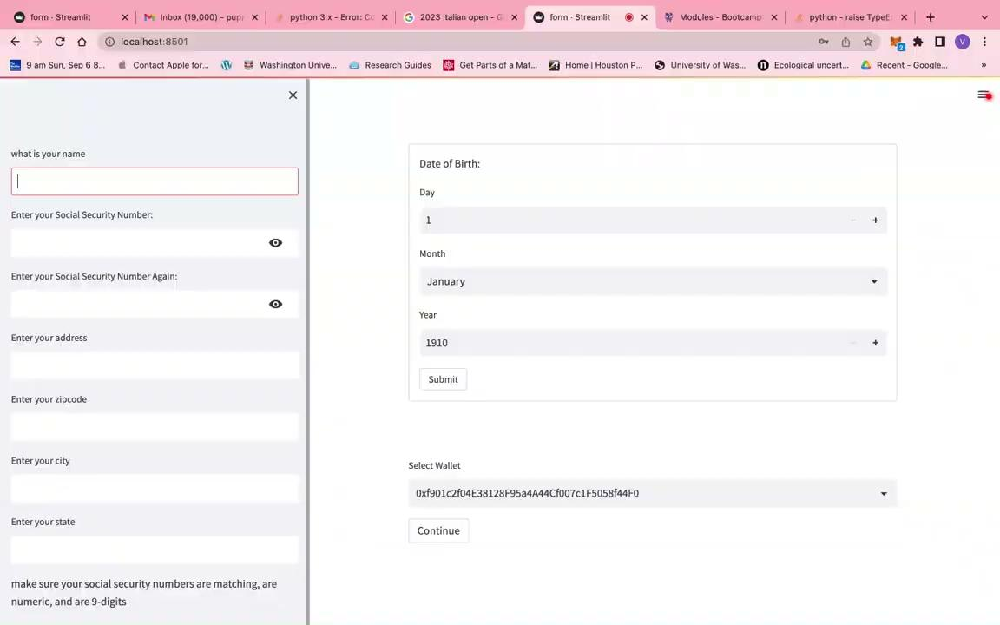 form · Streamlit
Inbox (19,000) - pupp
python 3.x - Error: Co
2023 italian open - G
form · Streamlit
Modules - Bootcamp
python - raise TypeE
localhost:8501
9 am Sun, Sep 6 8...
Contact Apple for...
Washington Unive...
Research Guides
Get Parts of a Mat...
Home | Houston P...
University of Was...
Ecological uncert...
Recent - Google...
»
V
2
what is your name
Enter your Social Security Number:
Enter your Social Security Number Again:
Enter your address
Enter your zipcode
Enter your city
Enter your state
make sure your social security numbers are matching, are
numeric, and are 9-digits
Date of Birth:
Day
1
Month
January
Year
1910
Submit
Select Wallet
0xf901c2f04E38128F95a4A44Cf007c1F5058f44F0
Continue